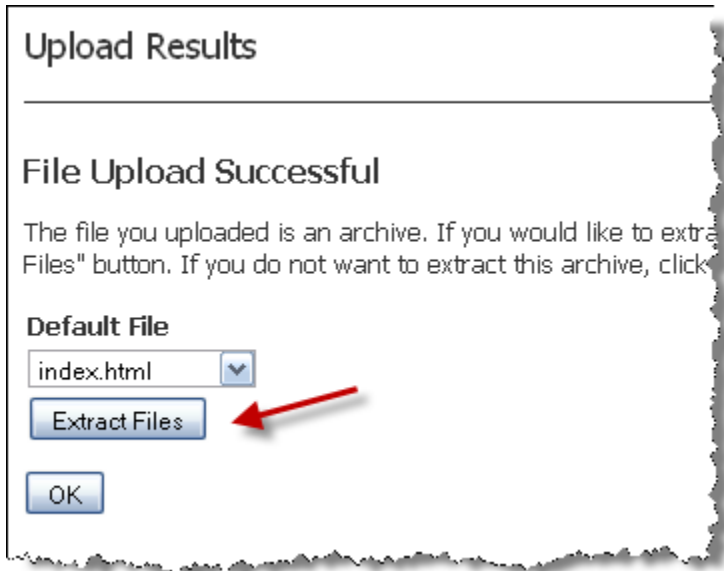 Upload Results
File Upload Successful
The file you uploaded is an archive. If you would like to extra
Files" button. If you do not want to extract this archive, click
Default File
index.html
Extract Files
OK